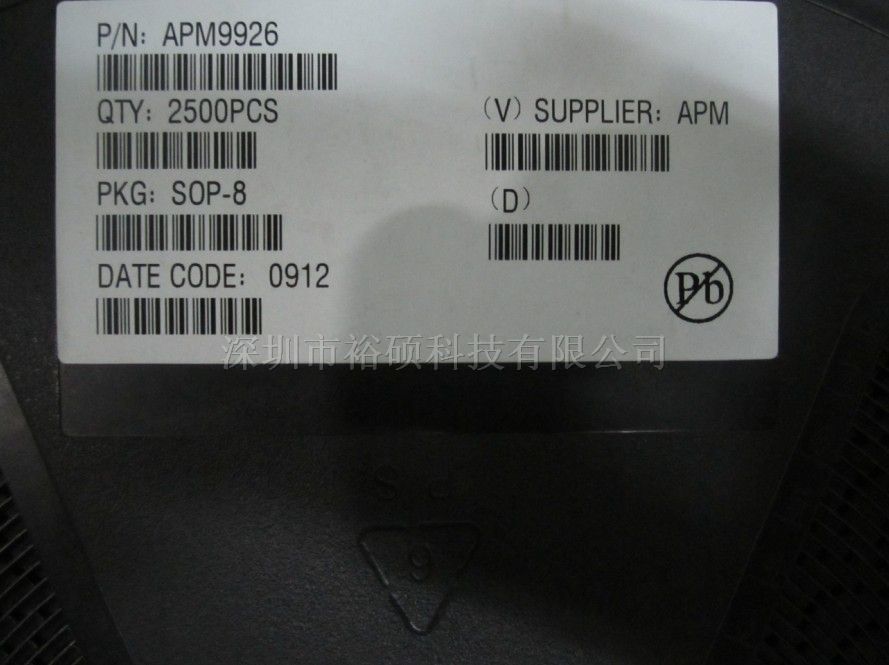 P/N: APM9926
QTY: 2500PCS
(V) SUPPLIER: APM
PKG: SOP-8
(D)
DATE CODE: 0912
Pb
深圳市裕硕科技有限公司
9